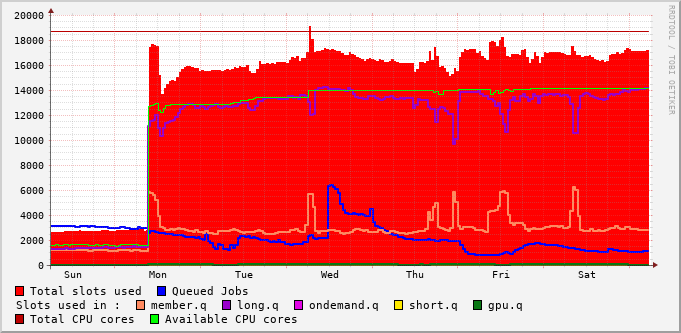 20000
18000
16000
14000
12000
10000
8000
6000
4000
2000
0
Sun Mon Tue Wed Thu Fri Sat
RRDTOOL / TOBI OETIKER
Total slots used Queued Jobs
Slots used in : member.q long.q ondemand.q short.q gpu.q
Total CPU cores Available CPU cores